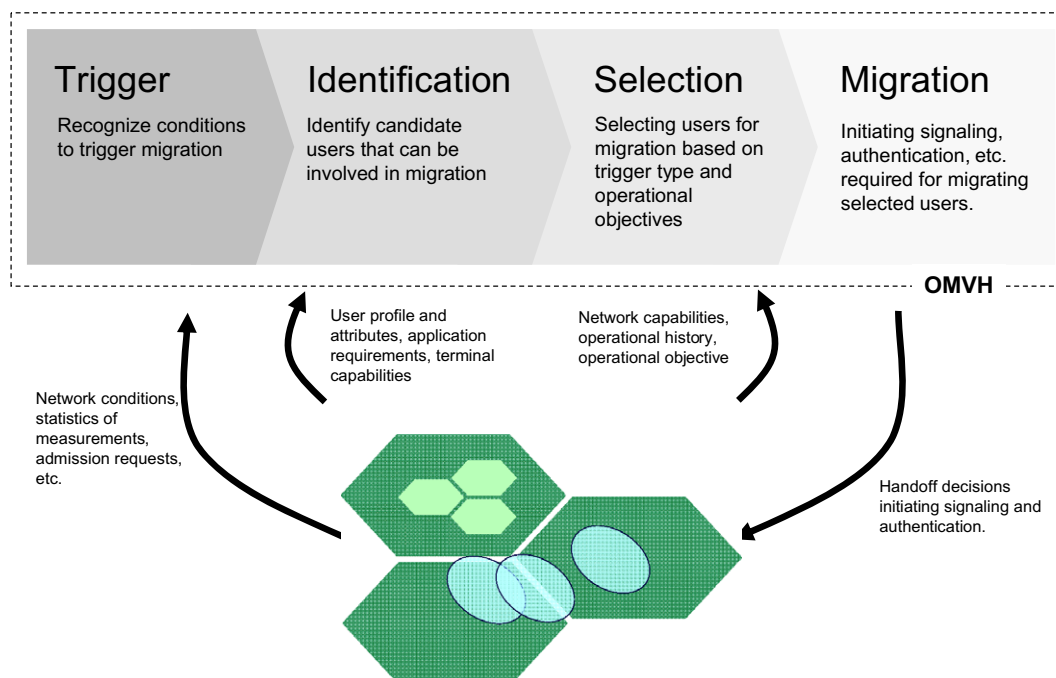 Trigger
Recognize conditions
to trigger migration
Identification
Identify candidate
users that can be
involved in migration
Selection
Selecting users for
migration based on
trigger type and
operational
objectives
Migration
Initiating signaling,
authentication, etc.
required for migrating
selected users.
OMVH
User profile and
attributes, application
requirements, terminal
capabilities
Network capabilities,
operational history,
operational objective
Network conditions,
statistics of
measurements,
admission requests,
etc.
Handoff decisions
initiating signaling and
authentication.